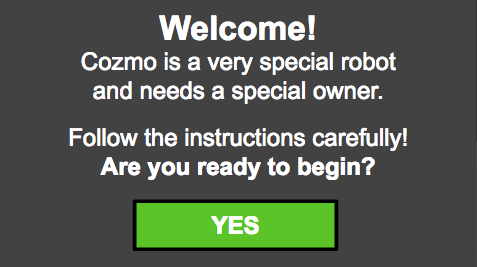 Welcome!
Cozmo is a very special robot
and needs a special owner.
Follow the instructions carefully!
Are you ready to begin?
YES